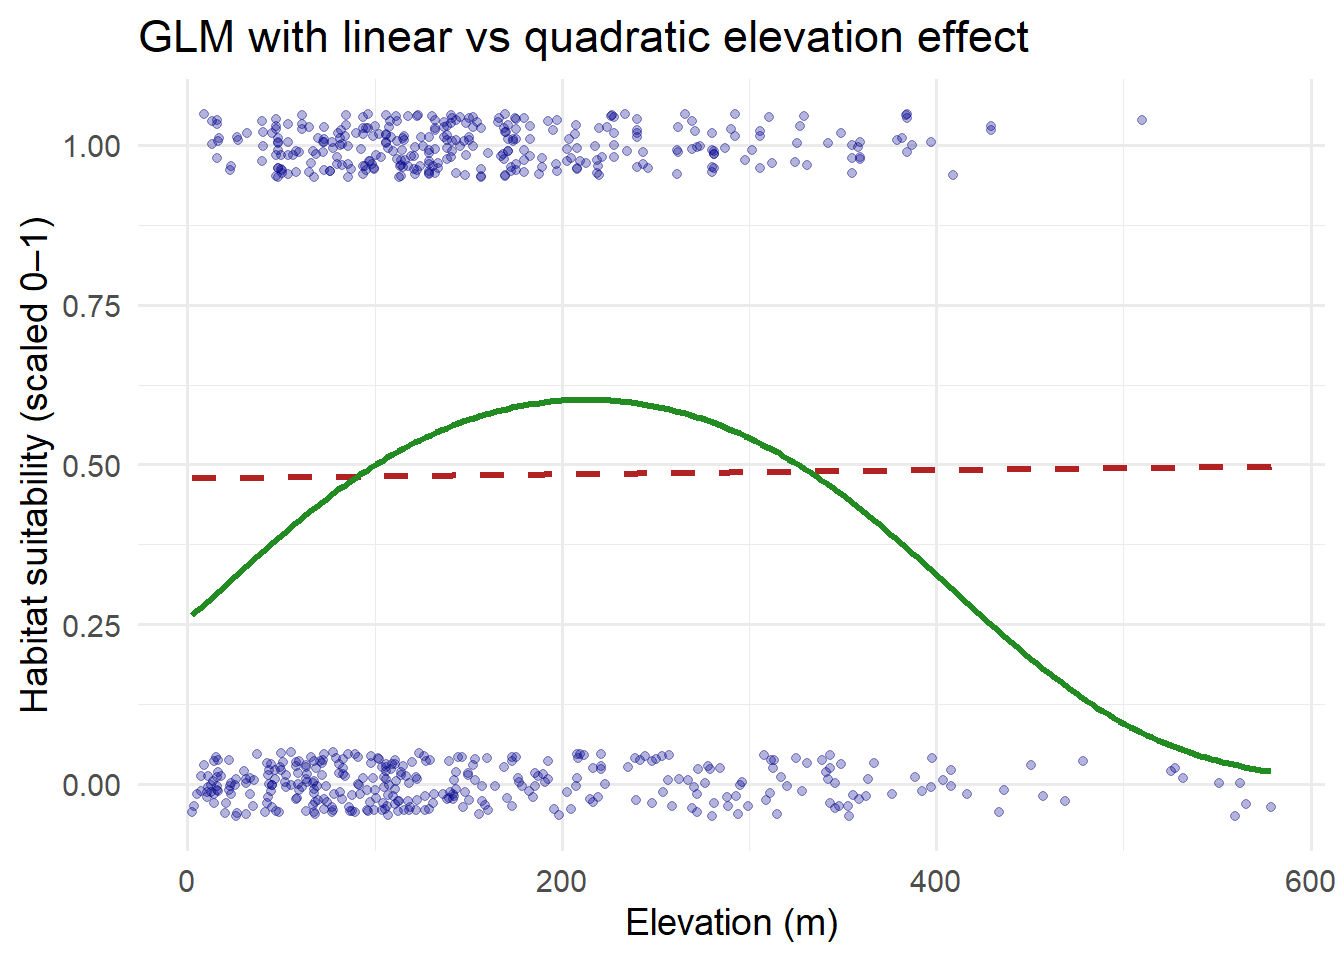 GLM with linear vs quadratic elevation effect
Habitat suitability (scaled 0–1)
1.00
0.75
0.50
0.25
0.00
0 200 400 600
Elevation (m)